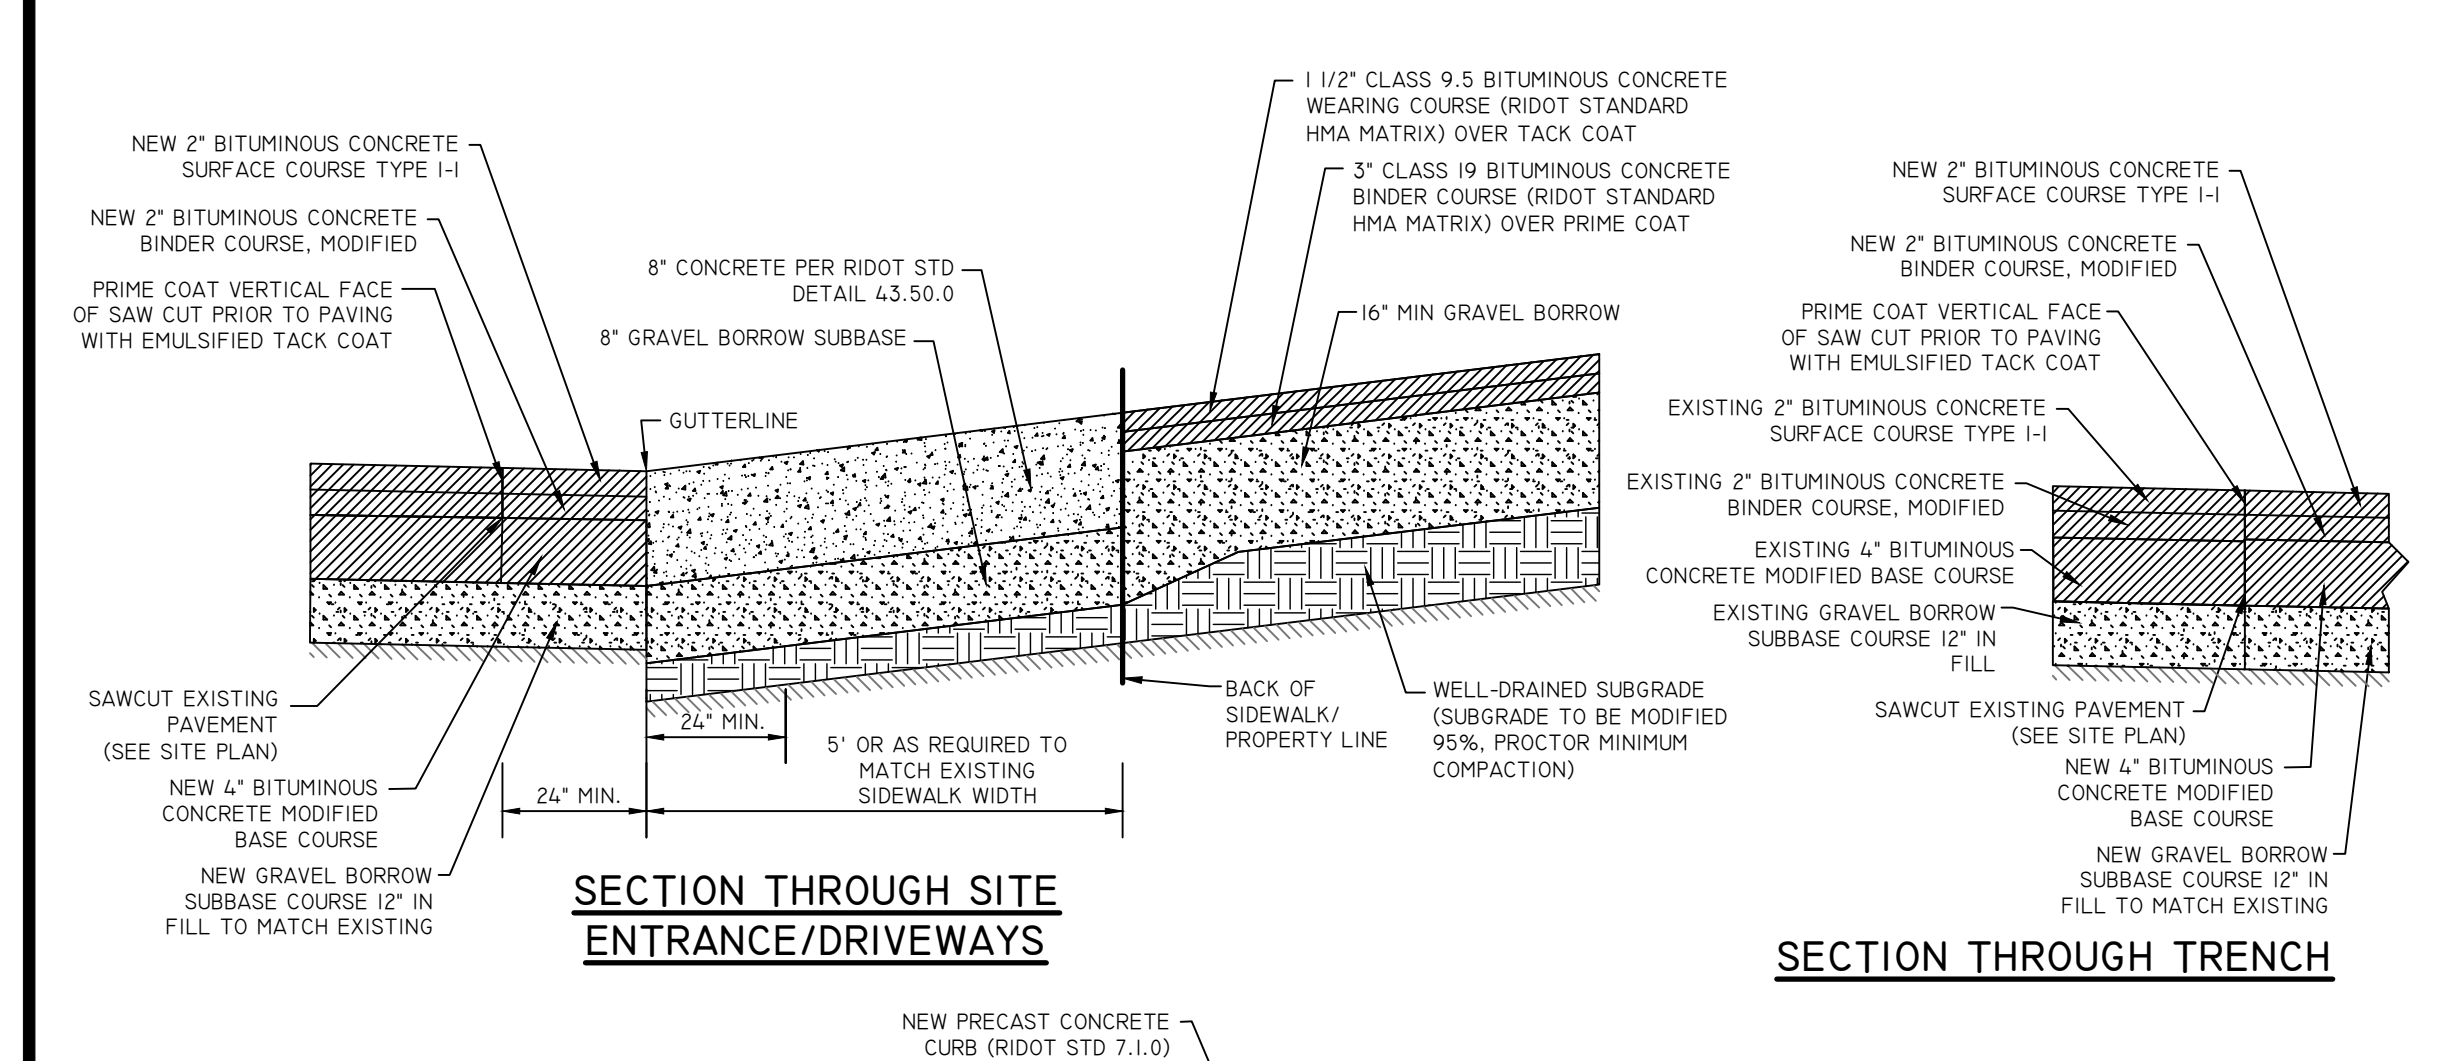 NEW 2" BITUMINOUS CONCRETE
SURFACE COURSE TYPE I-I
NEW 2" BITUMINOUS CONCRETE
BINDER COURSE, MODIFIED
PRIME COAT VERTICAL FACE
OF SAW CUT PRIOR TO PAVING
WITH EMULSIFIED TACK COAT
8" CONCRETE PER RIDOT STD
DETAIL 43.50.0
8" GRAVEL BORROW SUBBASE
GUTTERLINE
1 1/2" CLASS 9.5 BITUMINOUS CONCRETE
WEARING COURSE (RIDOT STANDARD
HMA MATRIX) OVER TACK COAT
3" CLASS 19 BITUMINOUS CONCRETE
BINDER COURSE (RIDOT STANDARD
HMA MATRIX) OVER PRIME COAT
16" MIN GRAVEL BORROW
SAWCUT EXISTING
PAVEMENT
(SEE SITE PLAN)
NEW 4" BITUMINOUS
CONCRETE MODIFIED
BASE COURSE
NEW GRAVEL BORROW
SUBBASE COURSE 12" IN
FILL TO MATCH EXISTING
24" MIN.
24" MIN.
5' OR AS REQUIRED TO
MATCH EXISTING
SIDEWALK WIDTH
BACK OF
SIDEWALK/
PROPERTY LINE
WELL-DRAINED SUBGRADE
(SUBGRADE TO BE MODIFIED
95%, PROCTOR MINIMUM
COMPACTION)
SECTION THROUGH SITE
ENTRANCE/DRIVEWAYS
NEW 2" BITUMINOUS CONCRETE
SURFACE COURSE TYPE I-I
NEW 2" BITUMINOUS CONCRETE
BINDER COURSE, MODIFIED
PRIME COAT VERTICAL FACE
OF SAW CUT PRIOR TO PAVING
WITH EMULSIFIED TACK COAT
EXISTING 2" BITUMINOUS CONCRETE
SURFACE COURSE TYPE I-I
EXISTING 2" BITUMINOUS CONCRETE
BINDER COURSE, MODIFIED
EXISTING 4" BITUMINOUS
CONCRETE MODIFIED BASE COURSE
EXISTING GRAVEL BORROW
SUBBASE COURSE 12" IN
FILL
SAWCUT EXISTING PAVEMENT
(SEE SITE PLAN)
NEW 4" BITUMINOUS
CONCRETE MODIFIED
BASE COURSE
NEW GRAVEL BORROW
SUBBASE COURSE 12" IN
FILL TO MATCH EXISTING
SECTION THROUGH TRENCH
NEW PRECAST CONCRETE
CURB (RIDOT STD 7.1.0)